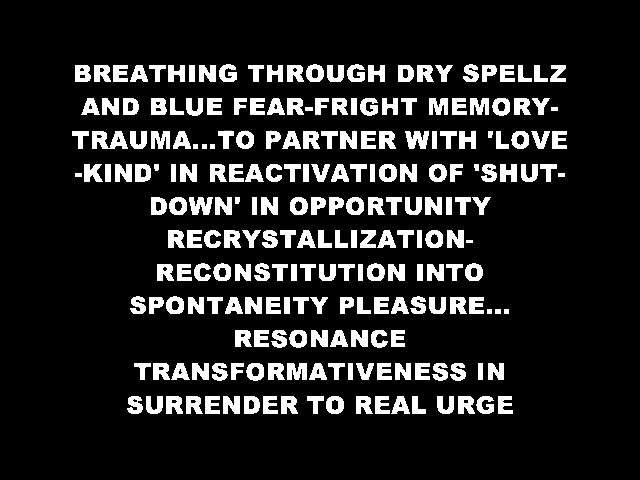 BREATHING THROUGH DRY SPELLZ
AND BLUE FEAR-FRIGHT MEMORY-
TRAUMA...TO PARTNER WITH 'LOVE
-KIND' IN REACTIVATION OF 'SHUT-
DOWN' IN OPPORTUNITY
RECRYSTALLIZATION-
RECONSTITUTION INTO
SPONTANEITY PLEASURE...
RESONANCE
TRANSFORMATIVENESS IN
SURRENDER TO REAL URGE